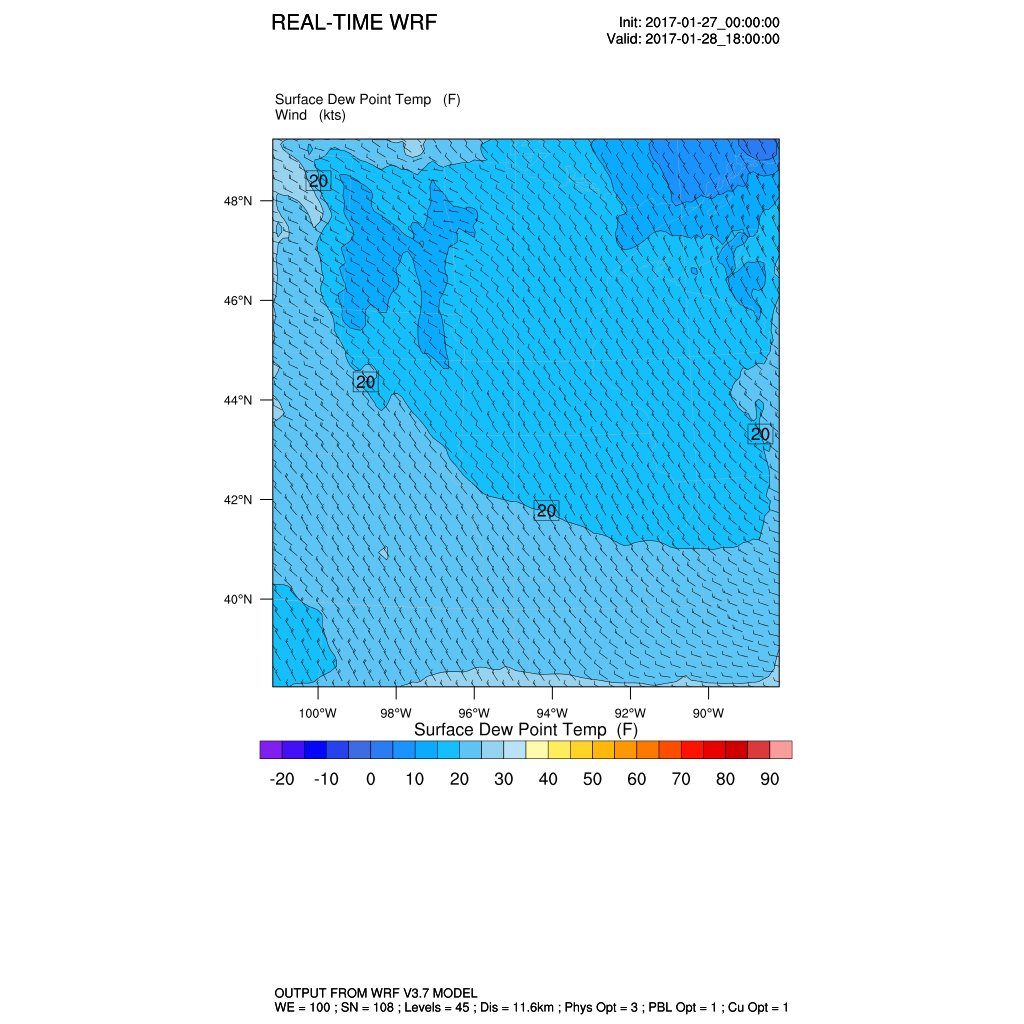 REAL-TIME WRF
Init: 2017-01-27_00:00:00
Valid: 2017-01-28_18:00:00
Surface Dew Point Temp (F)
Wind (kts)
20
48°N
46°N
20
44°N
20
42°N
20
40°N
100°W 98°W 96°W 94°W 92°W 90°W
Surface Dew Point Temp (F)
-20 -10 0 10 20 30 40 50 60 70 80 90
OUTPUT FROM WRF V3.7 MODEL
WE = 100 ; SN = 108 ; Levels = 45 ; Dis = 11.6km ; Phys Opt = 3 ; PBL Opt = 1 ; Cu Opt = 1